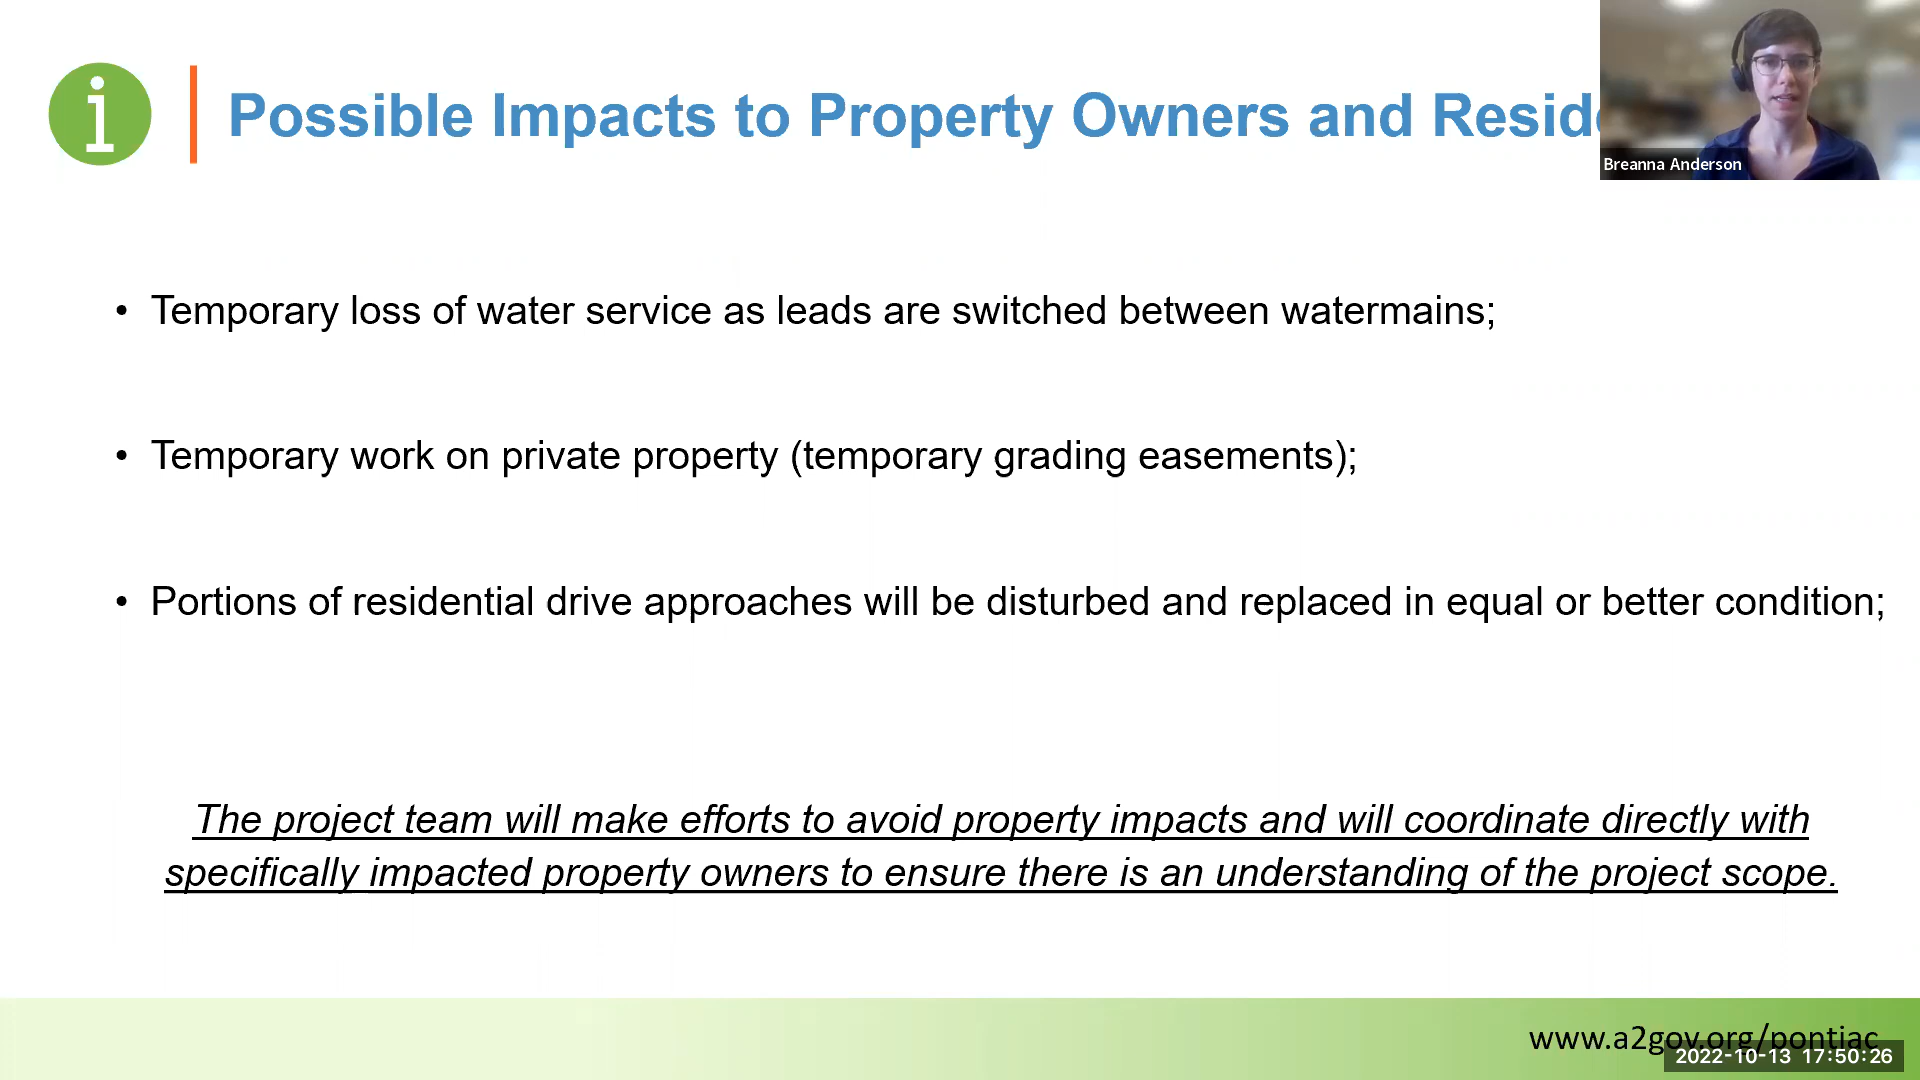 i
Possible Impacts to Property Owners and Resid
Breanna Anderson
• Temporary loss of water service as leads are switched between watermains;
• Temporary work on private property (temporary grading easements);
• Portions of residential drive approaches will be disturbed and replaced in equal or better condition;
The project team will make efforts to avoid property impacts and will coordinate directly with
specifically impacted property owners to ensure there is an understanding of the project scope.
www.a2gov.org/pontiac
2022-10-13 17:50:26